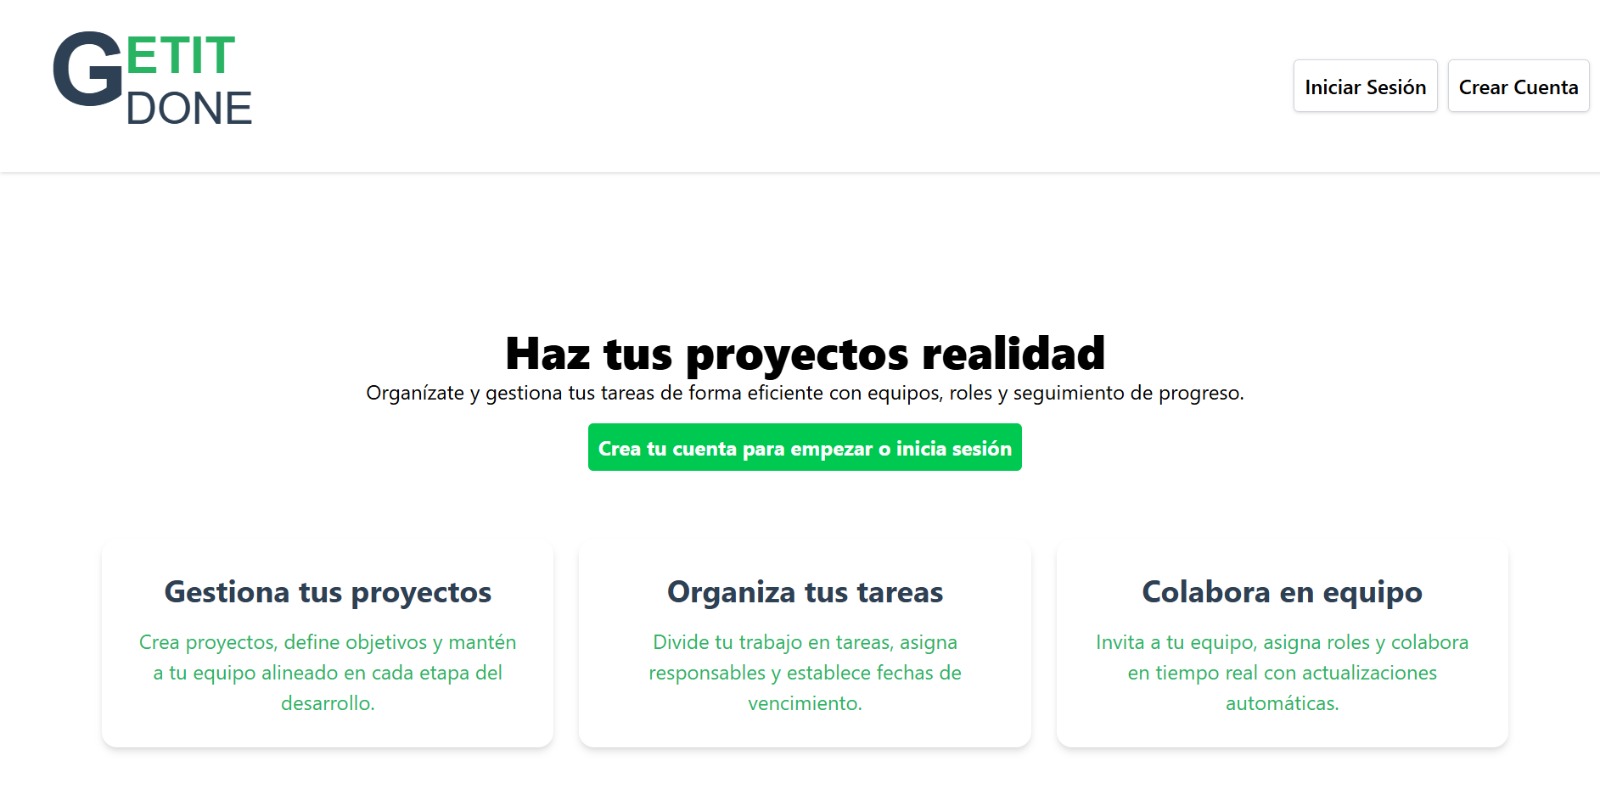 GETIT
DONE
Iniciar Sesión
Crear Cuenta
Haz tus proyectos realidad
Organízate y gestiona tus tareas de forma eficiente con equipos, roles y seguimiento de progreso.
Crea tu cuenta para empezar o inicia sesión
Gestiona tus proyectos
Crea proyectos, define objetivos y mantén
a tu equipo alineado en cada etapa del
desarrollo.
Organiza tus tareas
Divide tu trabajo en tareas, asigna
responsables y establece fechas de
vencimiento.
Colabora en equipo
Invita a tu equipo, asigna roles y colabora
en tiempo real con actualizaciones
automáticas.